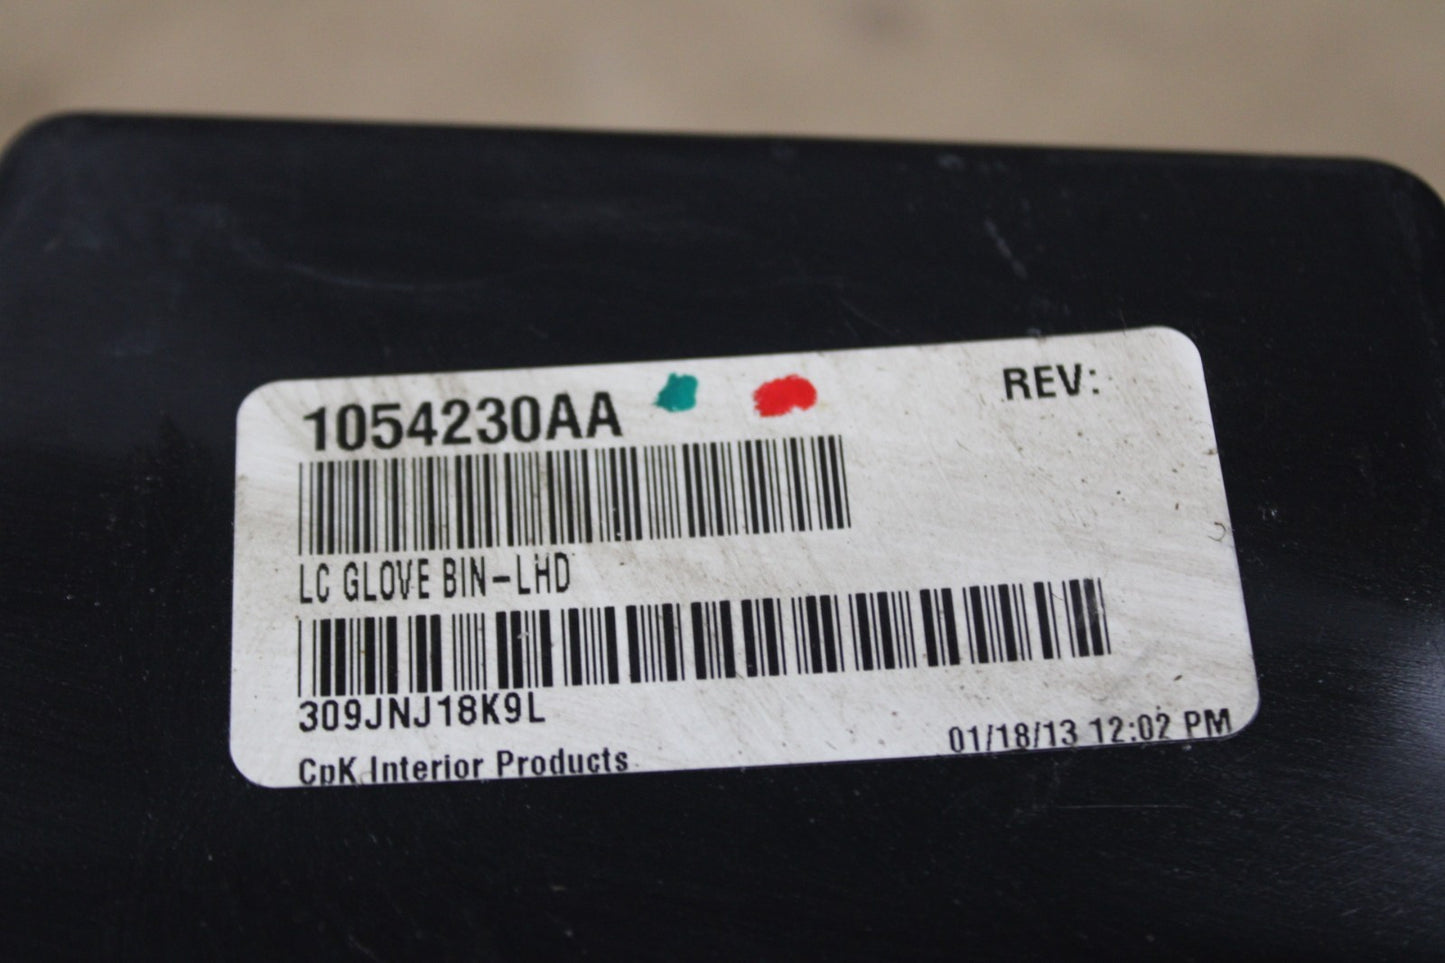 1054230AA
REV:
LC GLOVE BIN-LHD
309JNJ18K9L
CpK Interior Products
01/18/13 12:02 PM